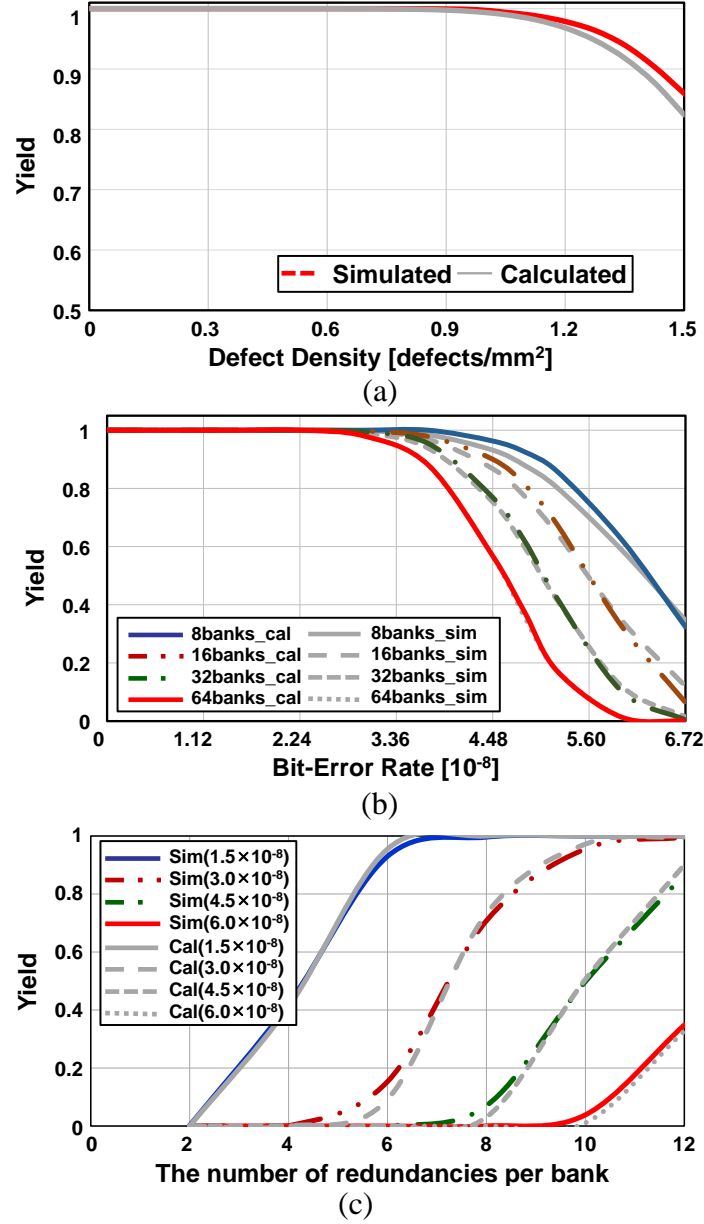 1
0.9
0.8
0.7
0.6
0.5
Yield
Simulated Calculated
0 0.3 0.6 0.9 1.2 1.5
Defect Density [defects/mm²]
(a)
1
0.8
0.6
0.4
0.2
0
Yield
8banks_cal 8banks_sim
16banks_cal 16banks_sim
32banks_cal 32banks_sim
64banks_cal 64banks_sim
0 1.12 2.24 3.36 4.48 5.60 6.72
Bit-Error Rate [10⁻⁸]
(b)
1
0.8
0.6
0.4
0.2
0
Yield
Sim(1.5×10⁻⁸)
Sim(3.0×10⁻⁸)
Sim(4.5×10⁻⁸)
Sim(6.0×10⁻⁸)
Cal(1.5×10⁻⁸)
Cal(3.0×10⁻⁸)
Cal(4.5×10⁻⁸)
Cal(6.0×10⁻⁸)
0 2 4 6 8 10 12
The number of redundancies per bank
(c)